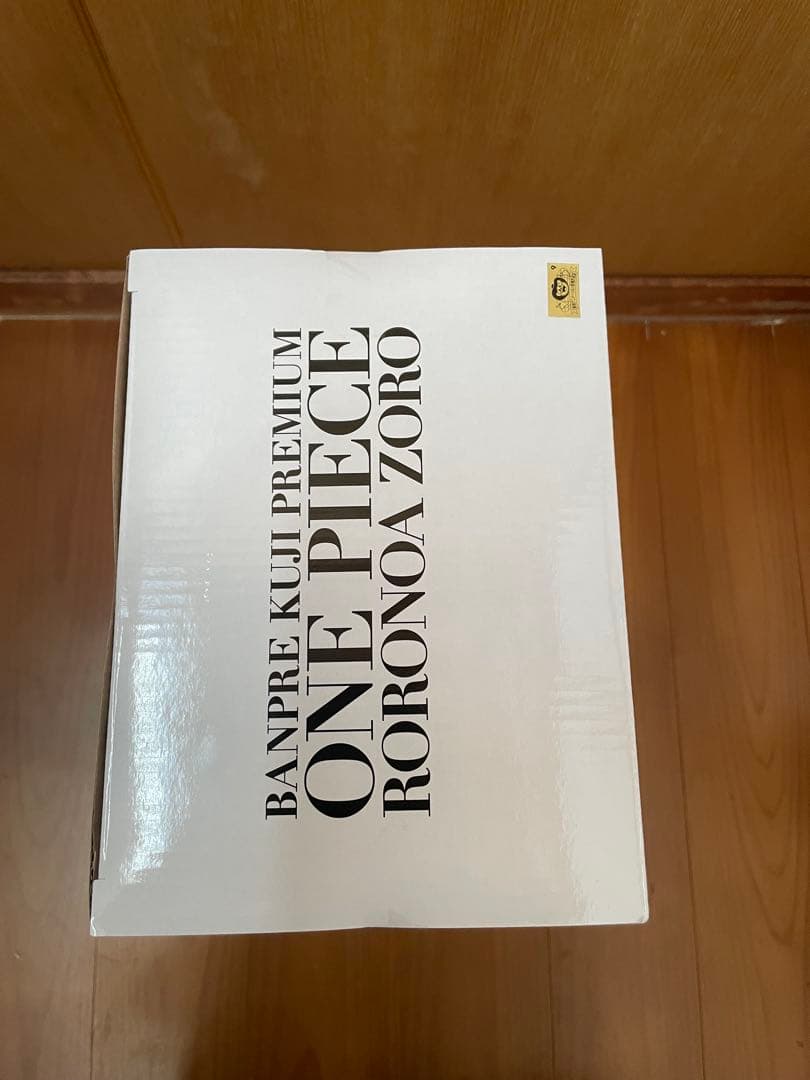 BANPRE KUJI PREMIUM
ONE PIECE
RORONOA ZORO